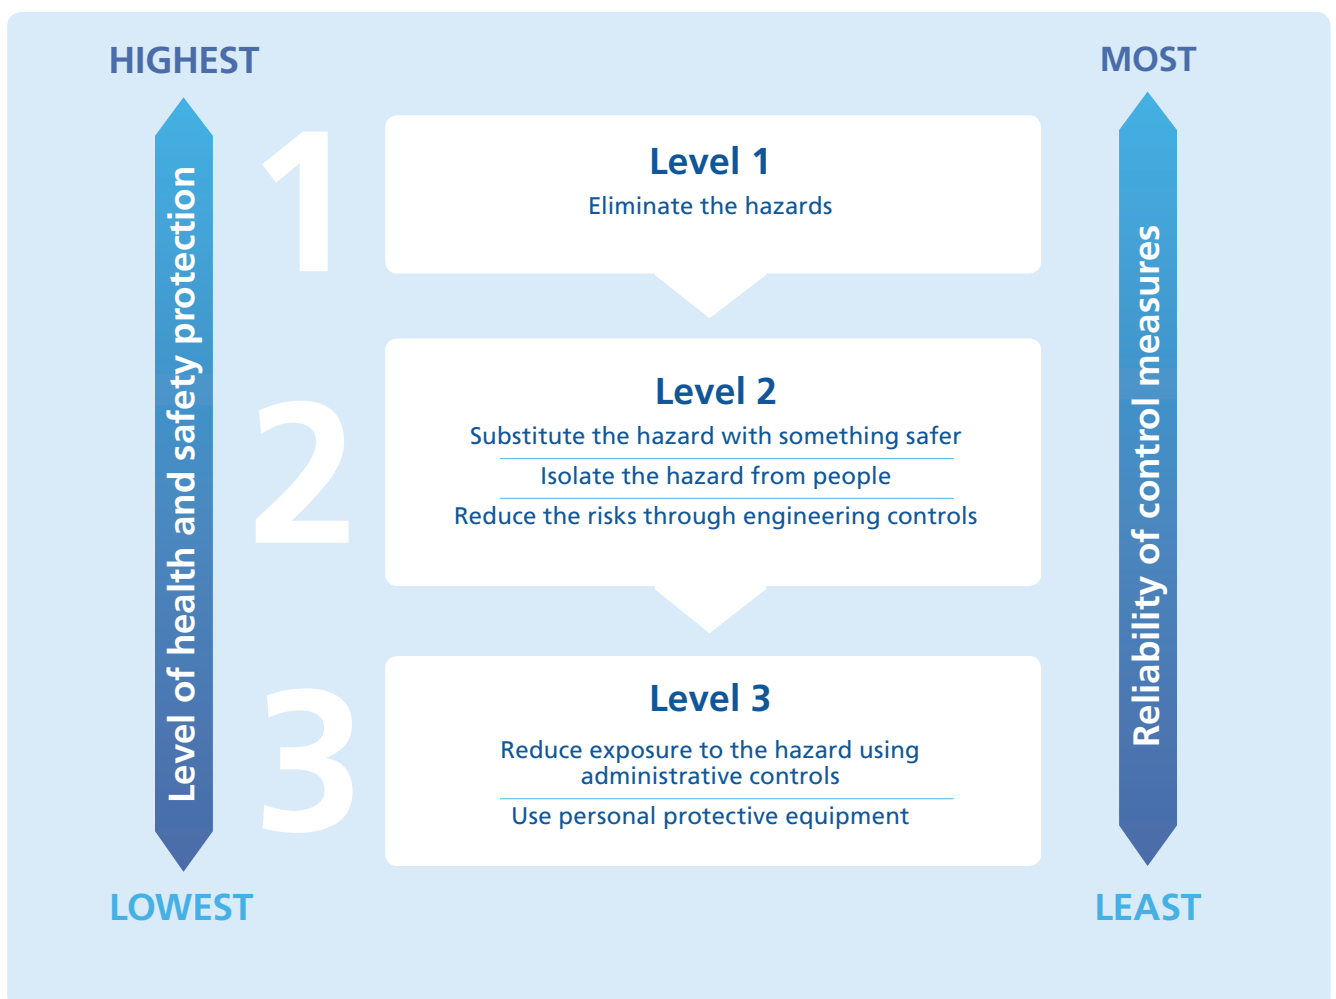 HIGHEST
MOST
Level of health and safety protection
Reliability of control measures
1
Level 1
Eliminate the hazards
2
Level 2
Substitute the hazard with something safer
Isolate the hazard from people
Reduce the risks through engineering controls
3
Level 3
Reduce exposure to the hazard using
administrative controls
Use personal protective equipment
LOWEST
LEAST